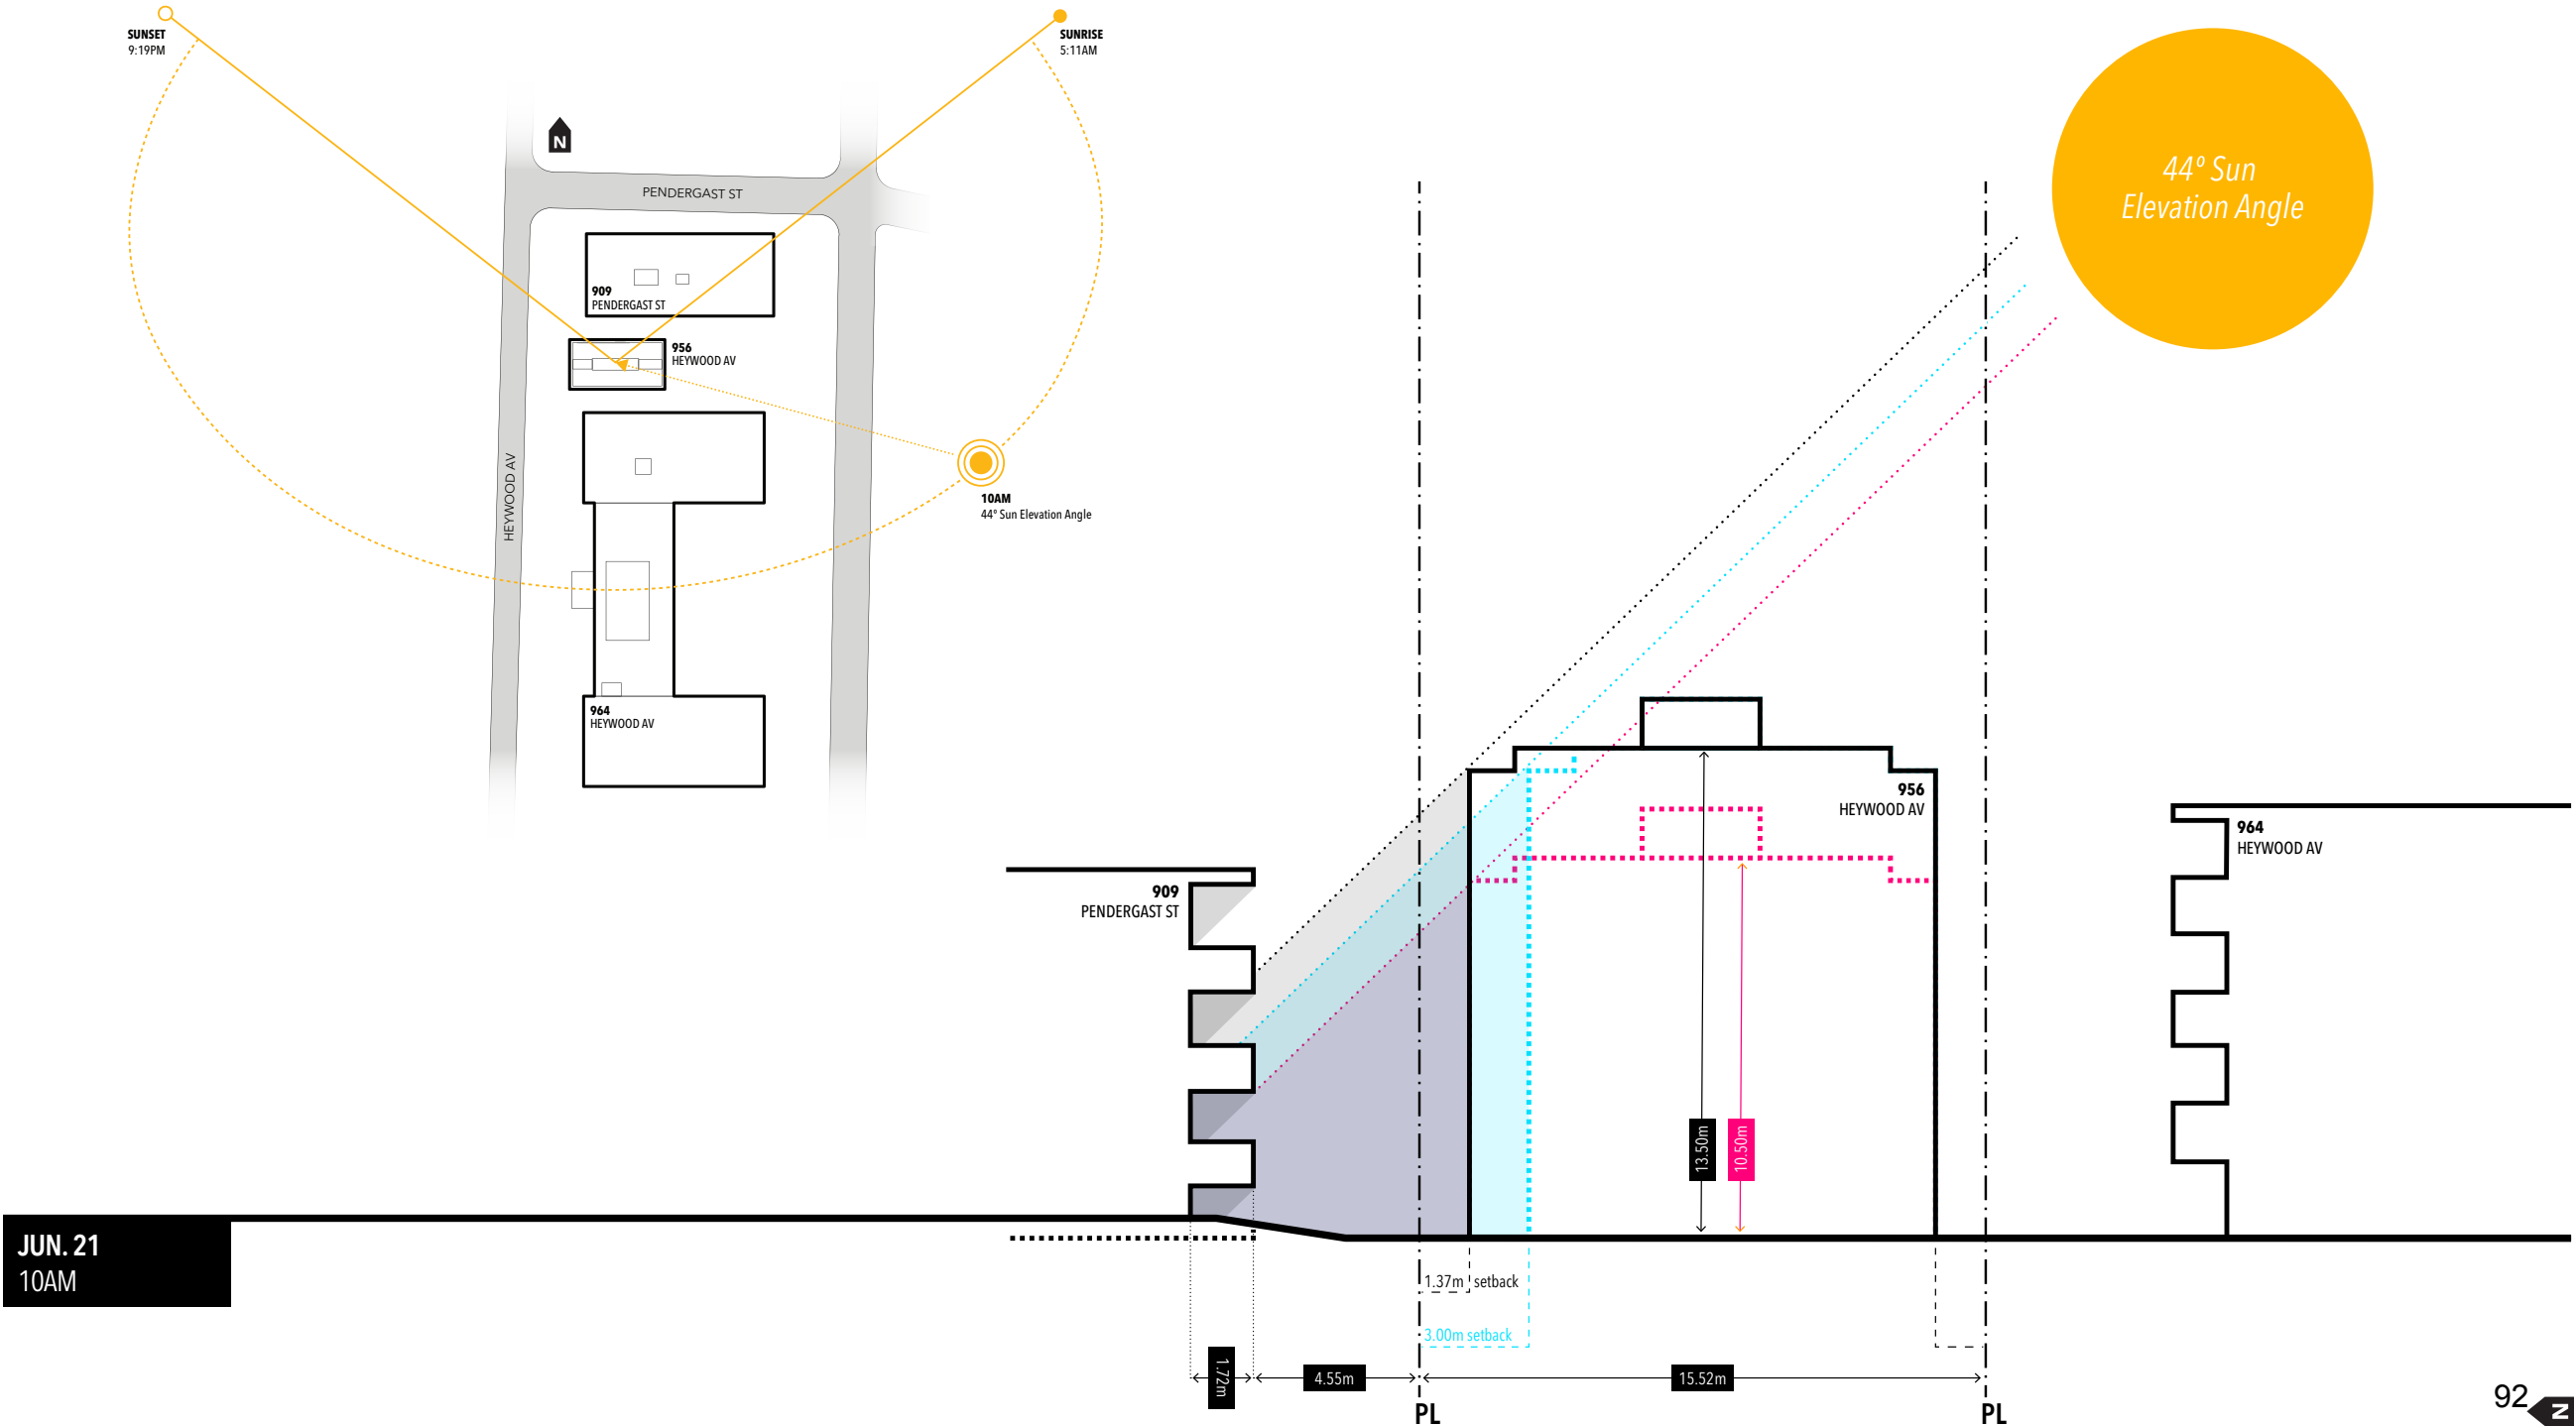 SUNSET
9:19PM
SUNRISE
5:11AM
N
PENDERGAST ST
909
PENDERGAST ST
956
HEYWOOD AV
HEYWOOD AV
10AM
44º Sun Elevation Angle
964
HEYWOOD AV
44º Sun
Elevation Angle
956
HEYWOOD AV
964
HEYWOOD AV
909
PENDERGAST ST
13.50m
10.50m
JUN. 21
10AM
1.37m setback
3.00m setback
1.72m
4.55m
15.52m
PL
PL
92
N